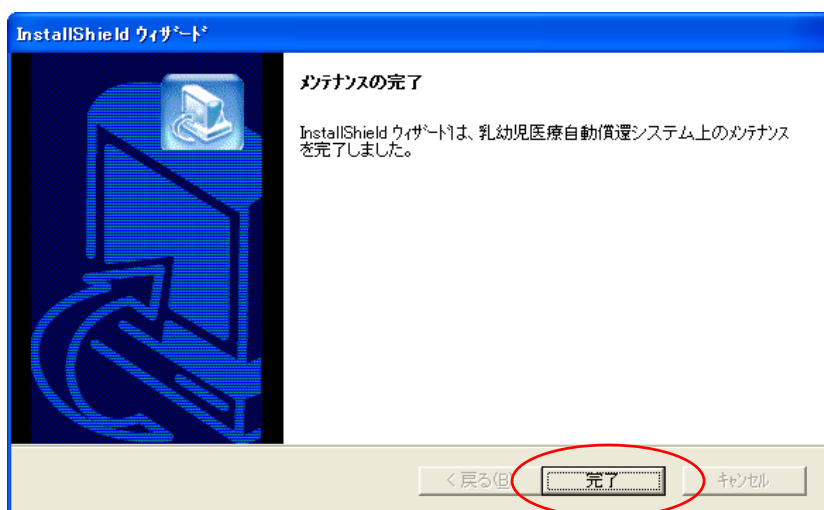 InstallShield ウィザード
メンテナンスの完了
InstallShield ウィザードは、乳幼児医療自動償還システム上のメンテナンス
を完了しました。
< 戻る(B) 完了 キャンセル